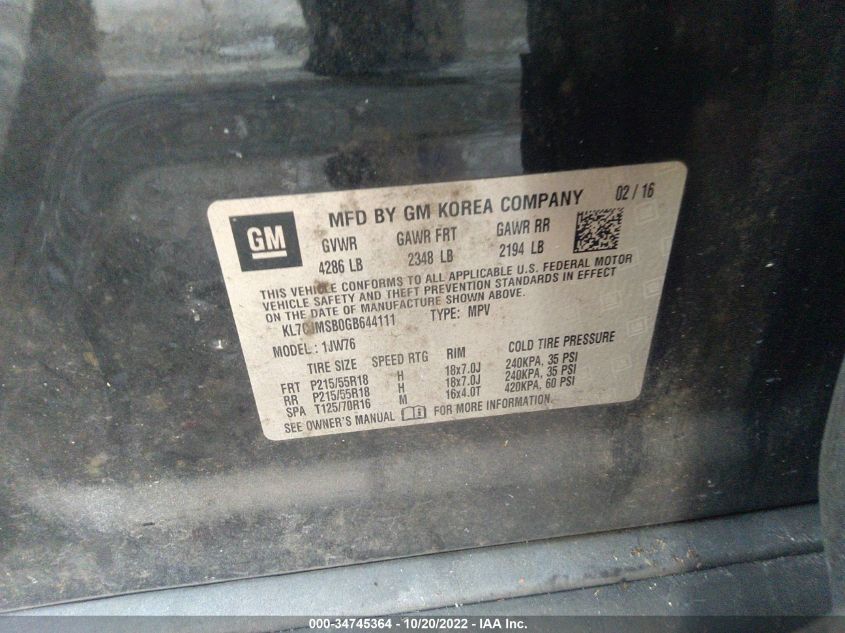 GM
MFD BY GM KOREA COMPANY 02 / 16
GVWR GAWR FRT GAWR RR
4286 LB 2348 LB 2194 LB
THIS VEHICLE CONFORMS TO ALL APPLICABLE U.S. FEDERAL MOTOR
VEHICLE SAFETY AND THEFT PREVENTION STANDARDS IN EFFECT
ON THE DATE OF MANUFACTURE SHOWN ABOVE.
KL7CJMSB0GB644111 TYPE: MPV
MODEL : 1JW76
TIRE SIZE SPEED RTG RIM COLD TIRE PRESSURE
FRT P215/55R18 H 18x7.0J 240KPA, 35 PSI
RR P215/55R18 H 18x7.0J 240KPA, 35 PSI
SPA T125/70R16 M 16x4.0T 420KPA, 60 PSI
SEE OWNER'S MANUAL FOR MORE INFORMATION.
000-34745364 - 10/20/2022 - IAA Inc.